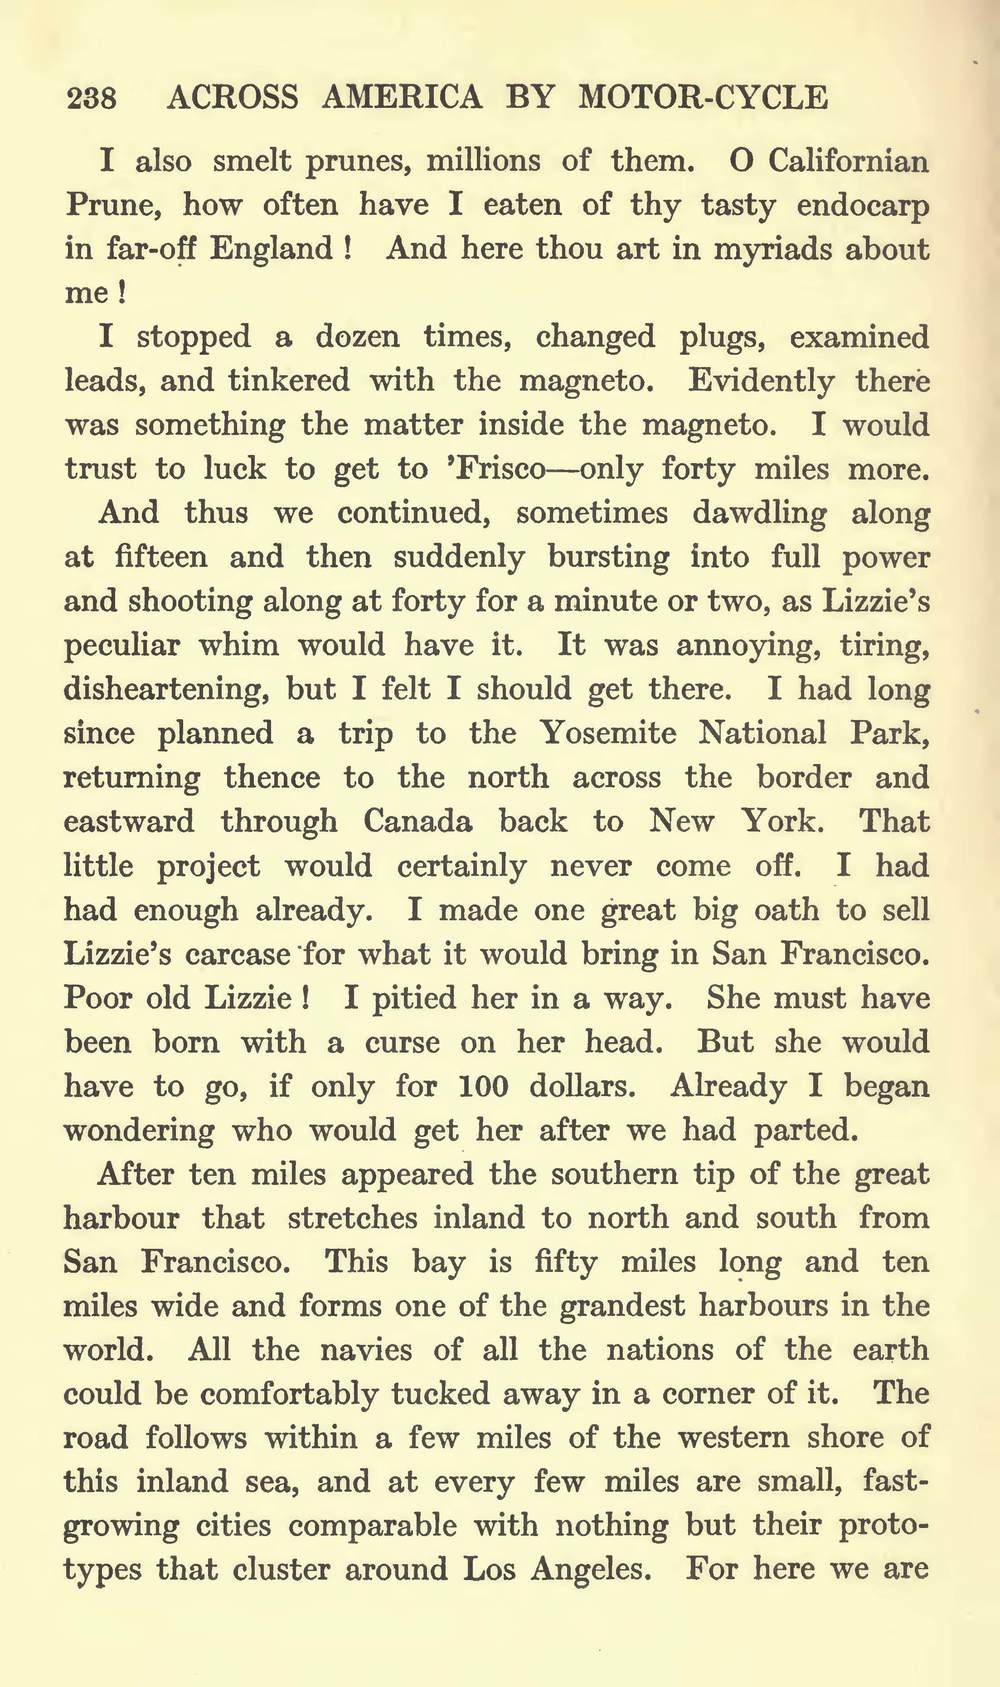 238 ACROSS AMERICA BY MOTOR-CYCLE
I also smelt prunes, millions of them. O Californian
Prune, how often have I eaten of thy tasty endocarp
in far-off England ! And here thou art in myriads about
me !
I stopped a dozen times, changed plugs, examined
leads, and tinkered with the magneto. Evidently there
was something the matter inside the magneto. I would
trust to luck to get to ’Frisco—only forty miles more.
And thus we continued, sometimes dawdling along
at fifteen and then suddenly bursting into full power
and shooting along at forty for a minute or two, as Lizzie’s
peculiar whim would have it. It was annoying, tiring,
disheartening, but I felt I should get there. I had long
since planned a trip to the Yosemite National Park,
returning thence to the north across the border and
eastward through Canada back to New York. That
little project would certainly never come off. I had
had enough already. I made one great big oath to sell
Lizzie’s carcase for what it would bring in San Francisco.
Poor old Lizzie ! I pitied her in a way. She must have
been born with a curse on her head. But she would
have to go, if only for 100 dollars. Already I began
wondering who would get her after we had parted.
After ten miles appeared the southern tip of the great
harbour that stretches inland to north and south from
San Francisco. This bay is fifty miles long and ten
miles wide and forms one of the grandest harbours in the
world. All the navies of all the nations of the earth
could be comfortably tucked away in a corner of it. The
road follows within a few miles of the western shore of
this inland sea, and at every few miles are small, fast-
growing cities comparable with nothing but their proto-
types that cluster around Los Angeles. For here we are